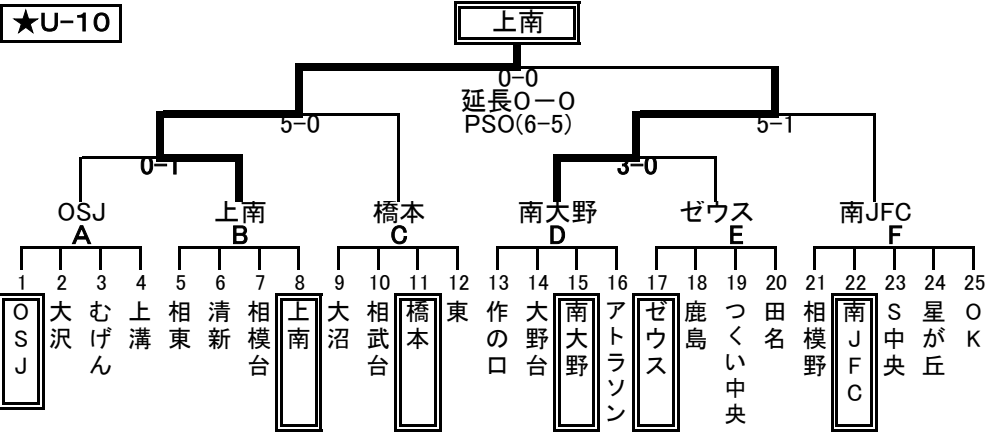 ★U-10
上南
0-0
延長0－0
PSO(6-5)
5-0
5-1
0-1
3-0
OSJ
上南
橋本
南大野
ゼウス
南JFC
A
B
C
D
E
F
1 2 3 4 5 6 7 8 9 10 11 12 13 14 15 16 17 18 19 20 21 22 23 24 25
OSJ
大沢
むげん
上溝
相東
清新
相模台
上南
大沼
相武台
橋本
東
作の口
大野台
南大野
アトラソン
ゼウス
鹿島
つくい中央
田名
相模野
南JFC
S中央
星が丘
OK